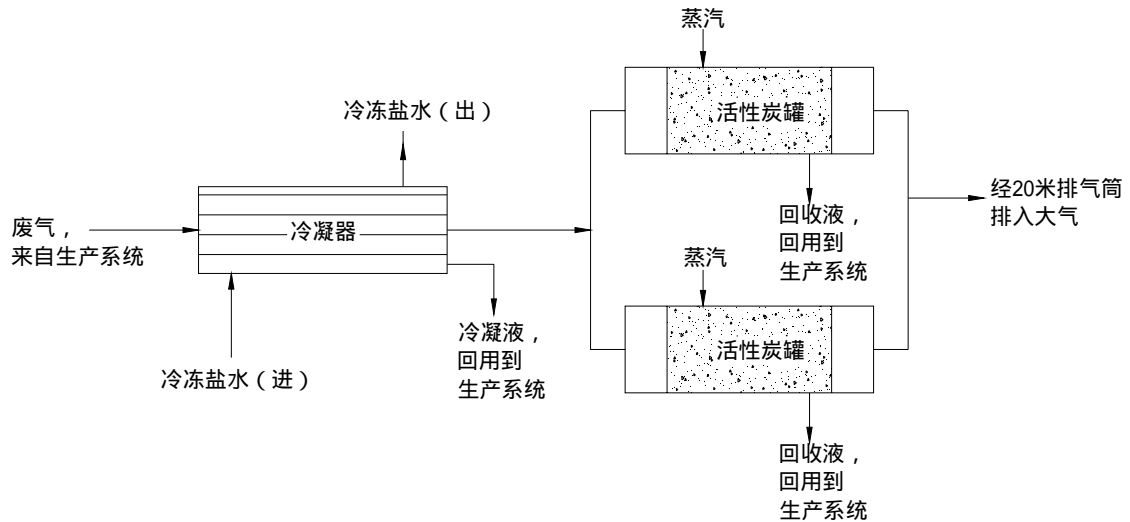 蒸汽
活性炭罐
冷冻盐水（出）
经20米排气筒
排入大气
废气，
来自生产系统
冷凝器
回收液，
回用到
生产系统
蒸汽
冷凝液，
回用到
生产系统
活性炭罐
冷冻盐水（进）
回收液，
回用到
生产系统